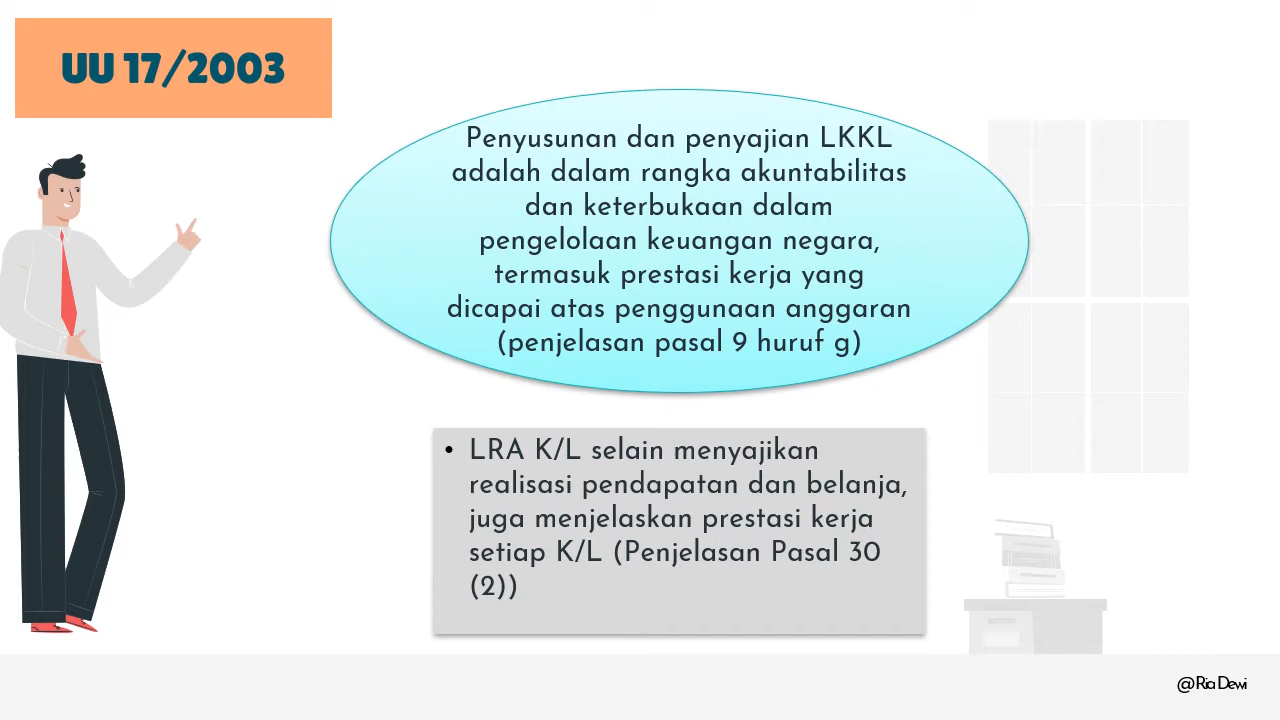 UU 17/2003
Penyusunan dan penyajian LKKL
adalah dalam rangka akuntabilitas
dan keterbukaan dalam
pengelolaan keuangan negara,
termasuk prestasi kerja yang
dicapai atas penggunaan anggaran
(penjelasan pasal 9 huruf g)
• LRA K/L selain menyajikan
realisasi pendapatan dan belanja,
juga menjelaskan prestasi kerja
setiap K/L (Penjelasan Pasal 30
(2))
@Ria Dewi